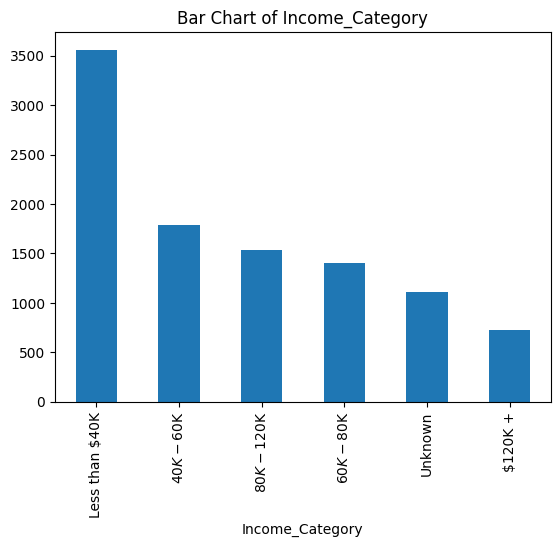 Bar Chart of Income_Category
3500
3000
2500
2000
1500
1000
500
0
Less than $40K
40K − 60K
80K − 120K
60K − 80K
Unknown
$120K +
Income_Category